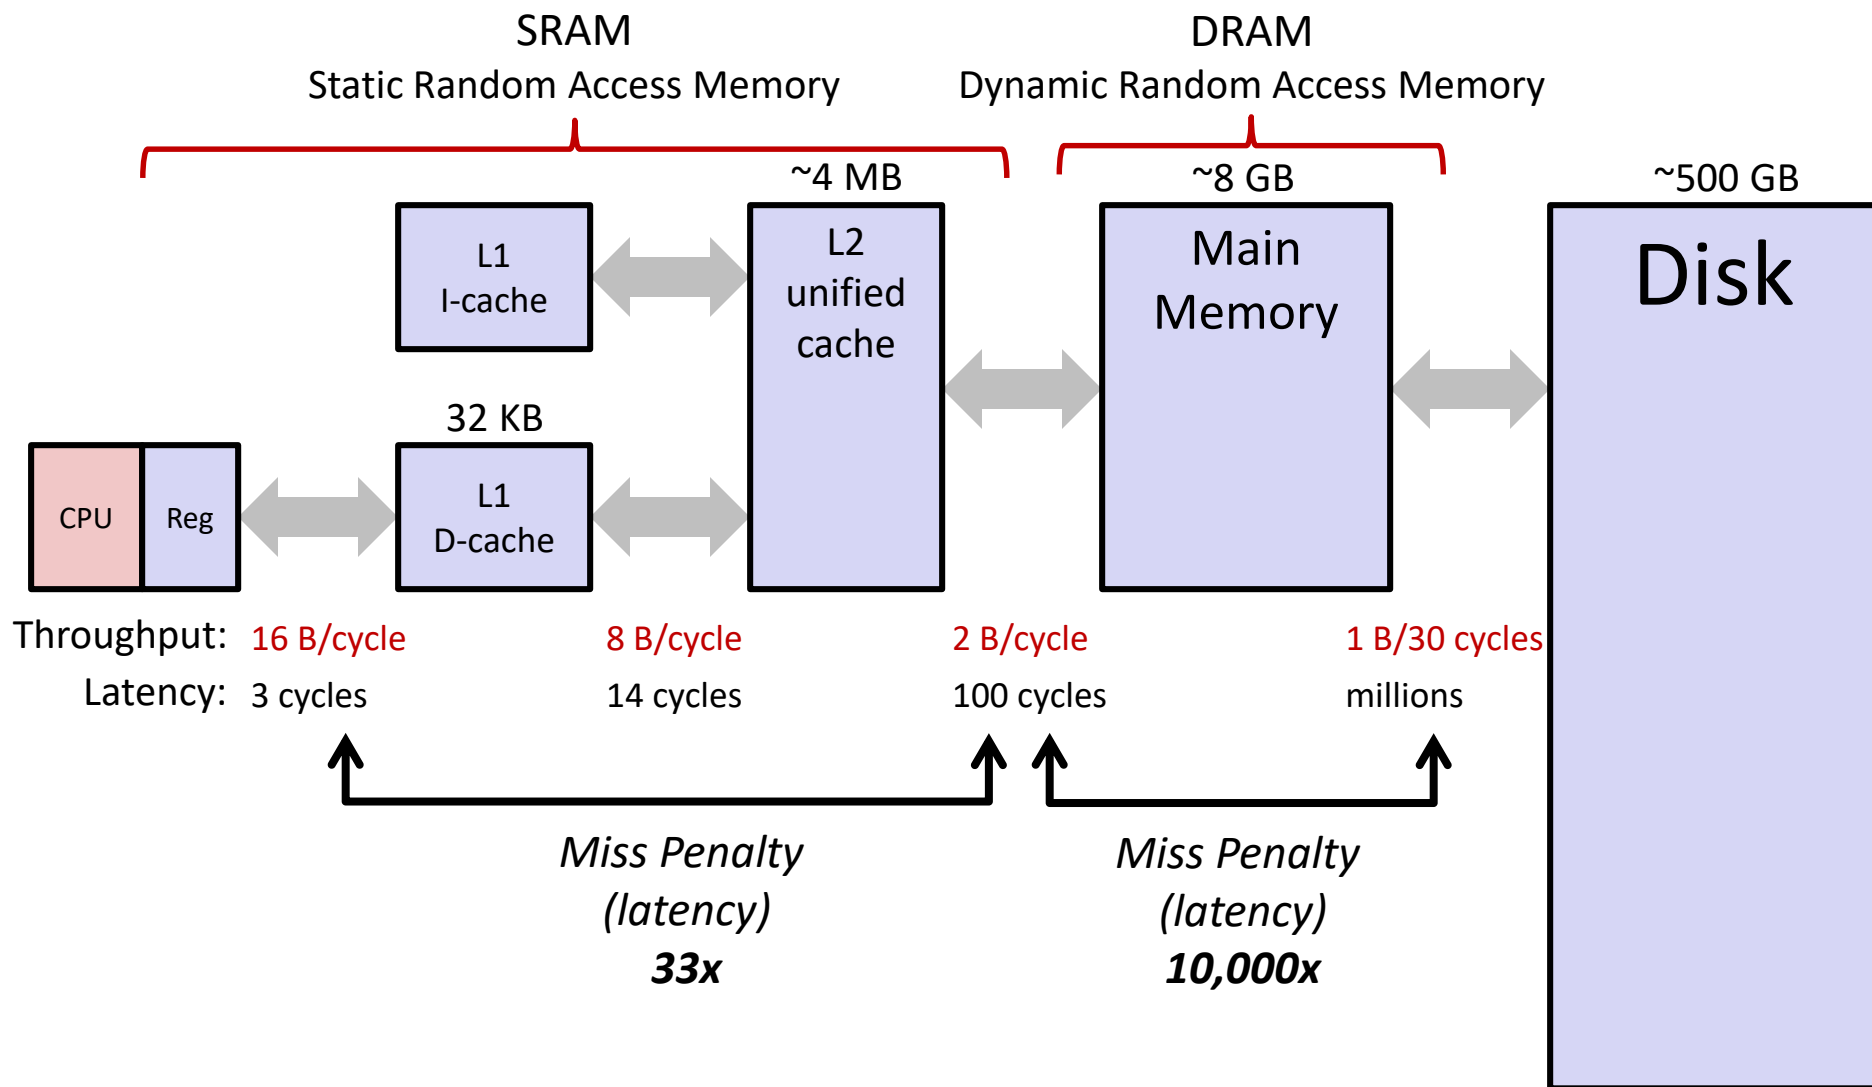 SRAM
Static Random Access Memory
DRAM
Dynamic Random Access Memory
~4 MB
~8 GB
~500 GB
L1
I-cache
L2
unified
cache
Main
Memory
Disk
32 KB
CPU
Reg
L1
D-cache
Throughput: 16 B/cycle 8 B/cycle 2 B/cycle 1 B/30 cycles
Latency: 3 cycles 14 cycles 100 cycles millions
Miss Penalty
(latency)
33x
Miss Penalty
(latency)
10,000x